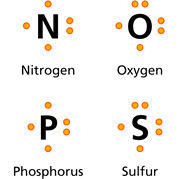 N O
Nitrogen Oxygen
P S
Phosphorus Sulfur